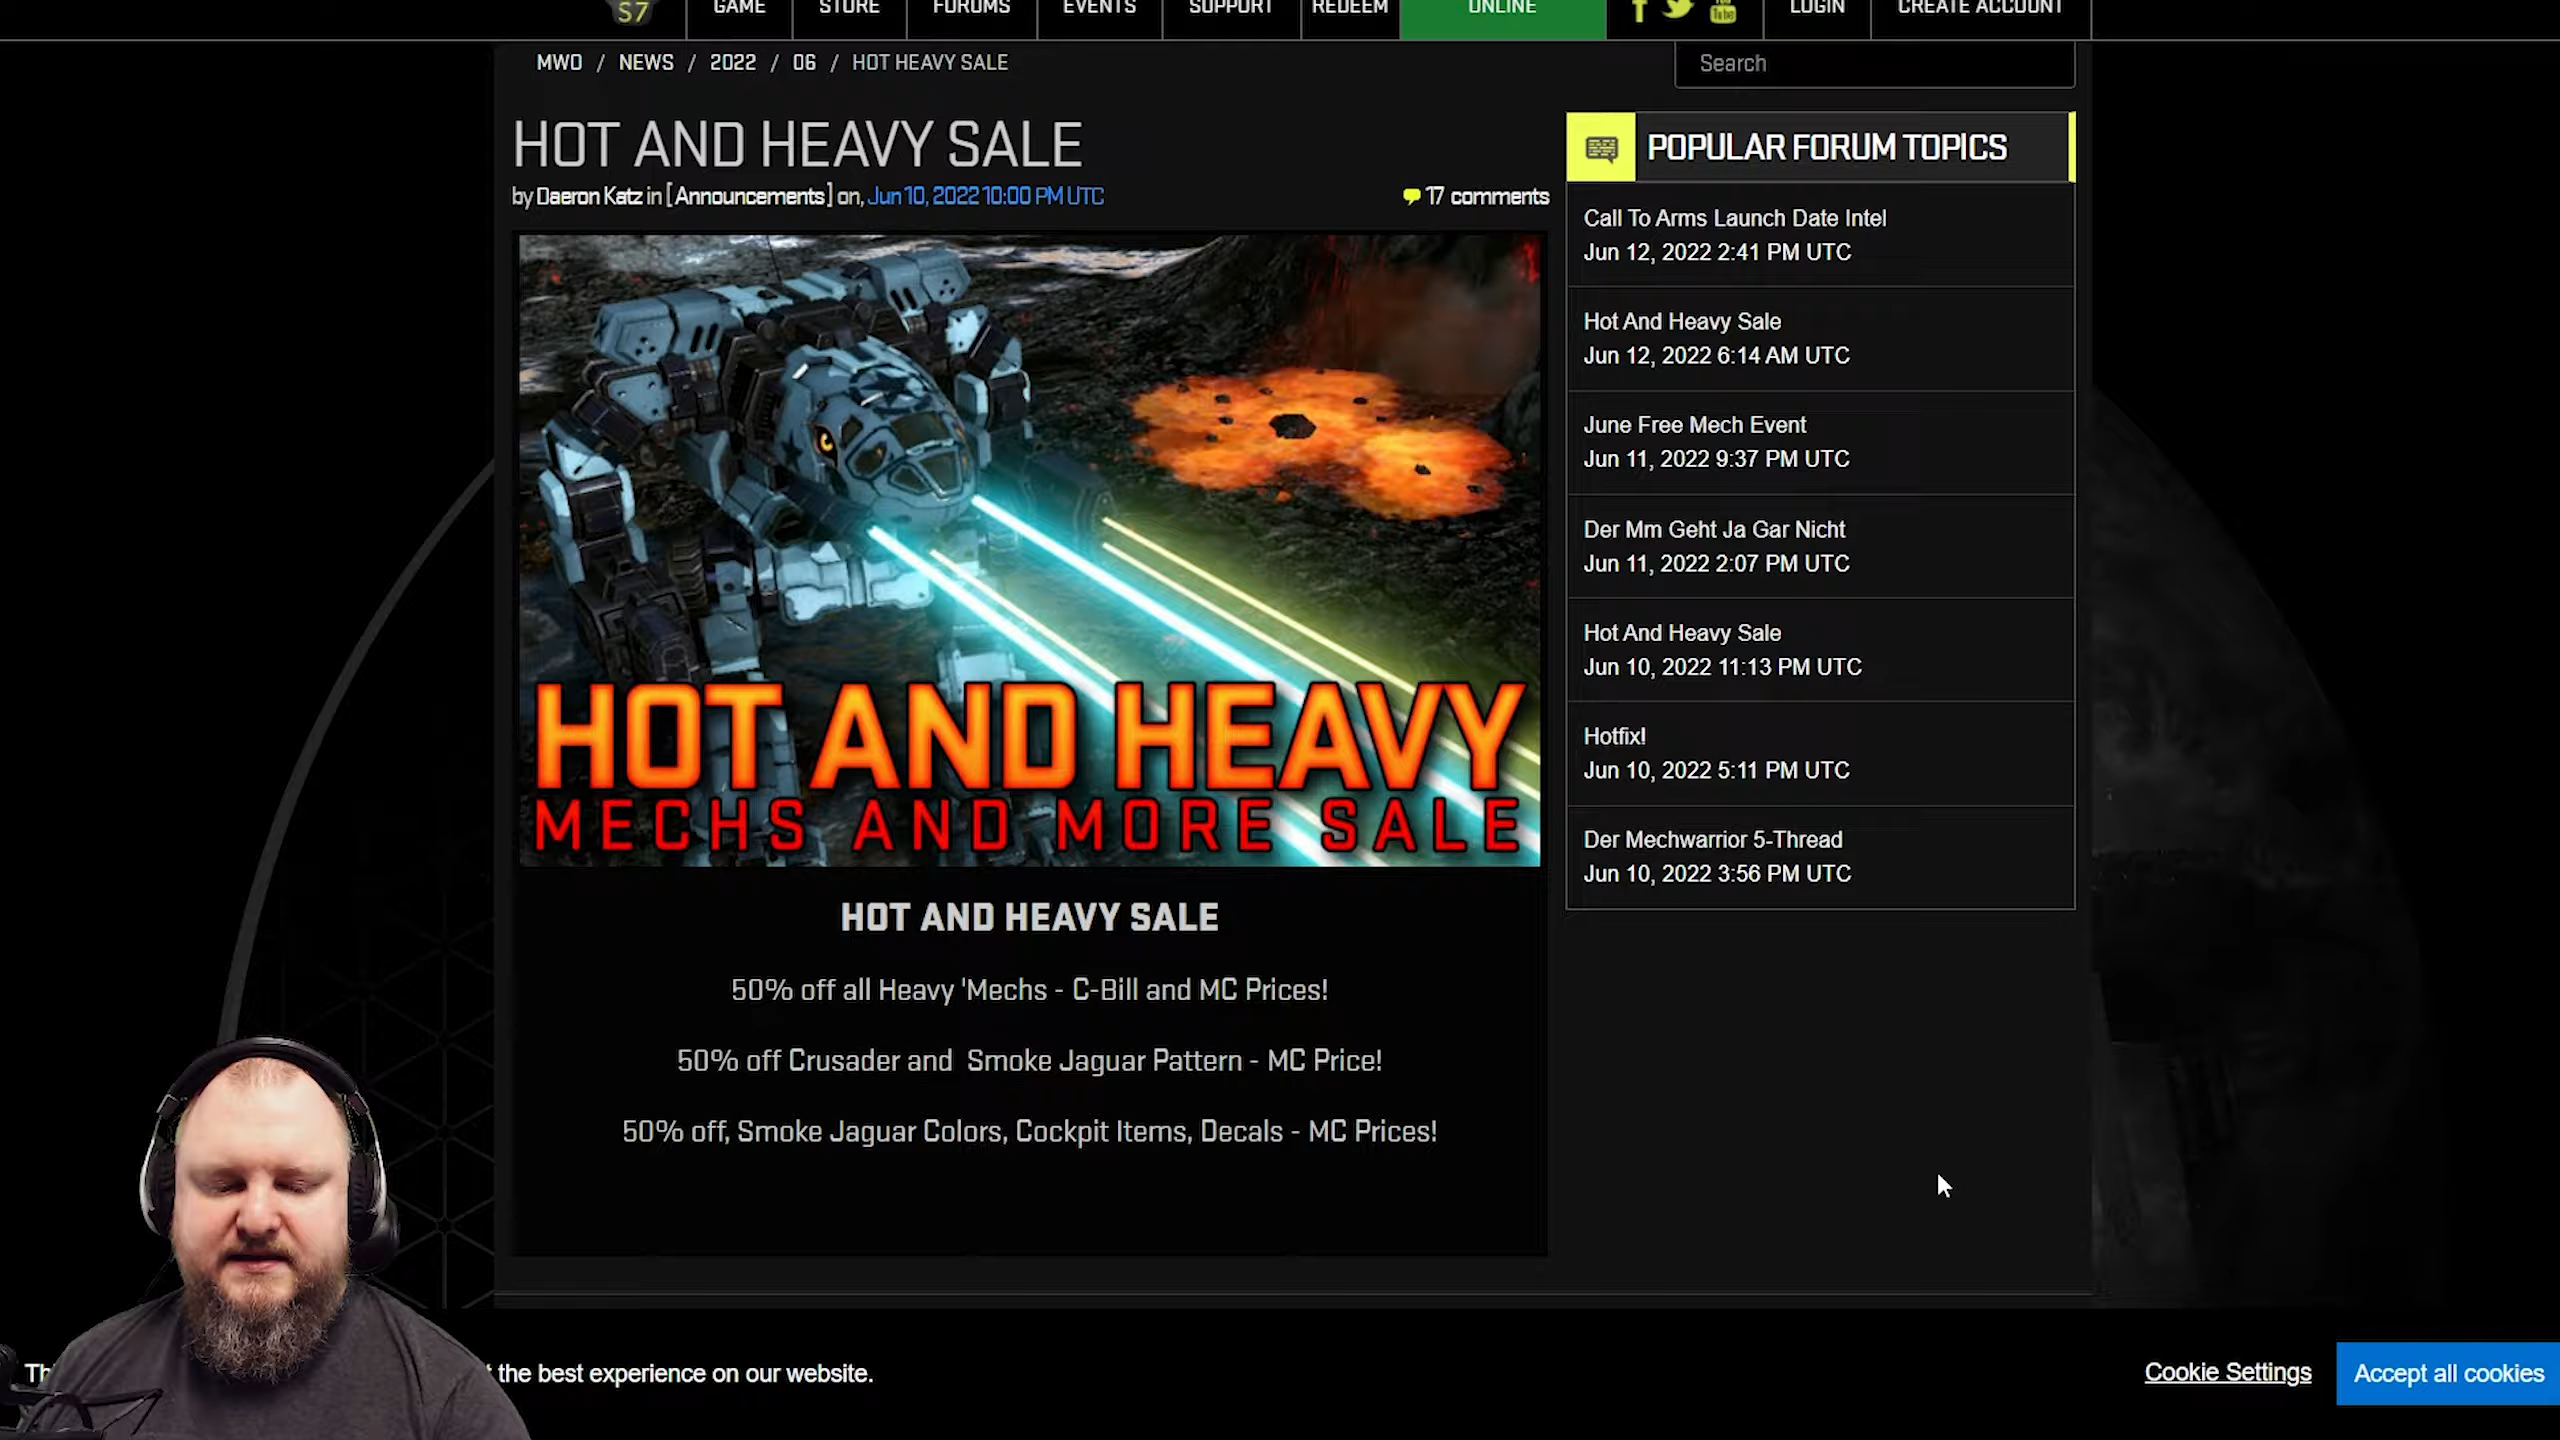 S7
GAME
STORE
FORUMS
EVENTS
SUPPORT
REDEEM
ONLINE
LOGIN
CREATE ACCOUNT
MWO / NEWS / 2022 / 06 / HOT HEAVY SALE
Search
HOT AND HEAVY SALE
by Daeron Katz in [Announcements] on, Jun 10, 2022 10:00 PM UTC
17 comments
HOT AND HEAVY
MECHS AND MORE SALE
HOT AND HEAVY SALE
50% off all Heavy 'Mechs - C-Bill and MC Prices!
50% off Crusader and Smoke Jaguar Pattern - MC Price!
50% off, Smoke Jaguar Colors, Cockpit Items, Decals - MC Prices!
POPULAR FORUM TOPICS
Call To Arms Launch Date Intel
Jun 12, 2022 2:41 PM UTC
Hot And Heavy Sale
Jun 12, 2022 6:14 AM UTC
June Free Mech Event
Jun 11, 2022 9:37 PM UTC
Der Mm Geht Ja Gar Nicht
Jun 11, 2022 2:07 PM UTC
Hot And Heavy Sale
Jun 10, 2022 11:13 PM UTC
Hotfix!
Jun 10, 2022 5:11 PM UTC
Der Mechwarrior 5-Thread
Jun 10, 2022 3:56 PM UTC
the best experience on our website.
Cookie Settings
Accept all cookies